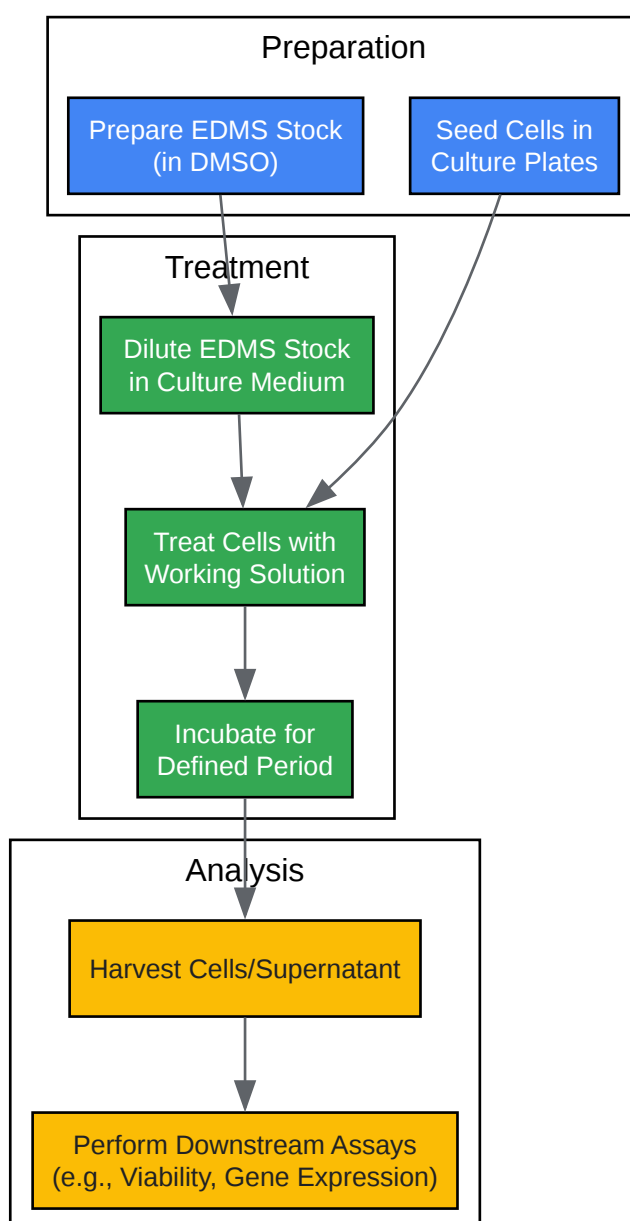 Preparation
Prepare EDMS Stock
(in DMSO)
Seed Cells in
Culture Plates
Treatment
Dilute EDMS Stock
in Culture Medium
Treat Cells with
Working Solution
Incubate for
Defined Period
Analysis
Harvest Cells/Supernatant
Perform Downstream Assays
(e.g., Viability, Gene Expression)